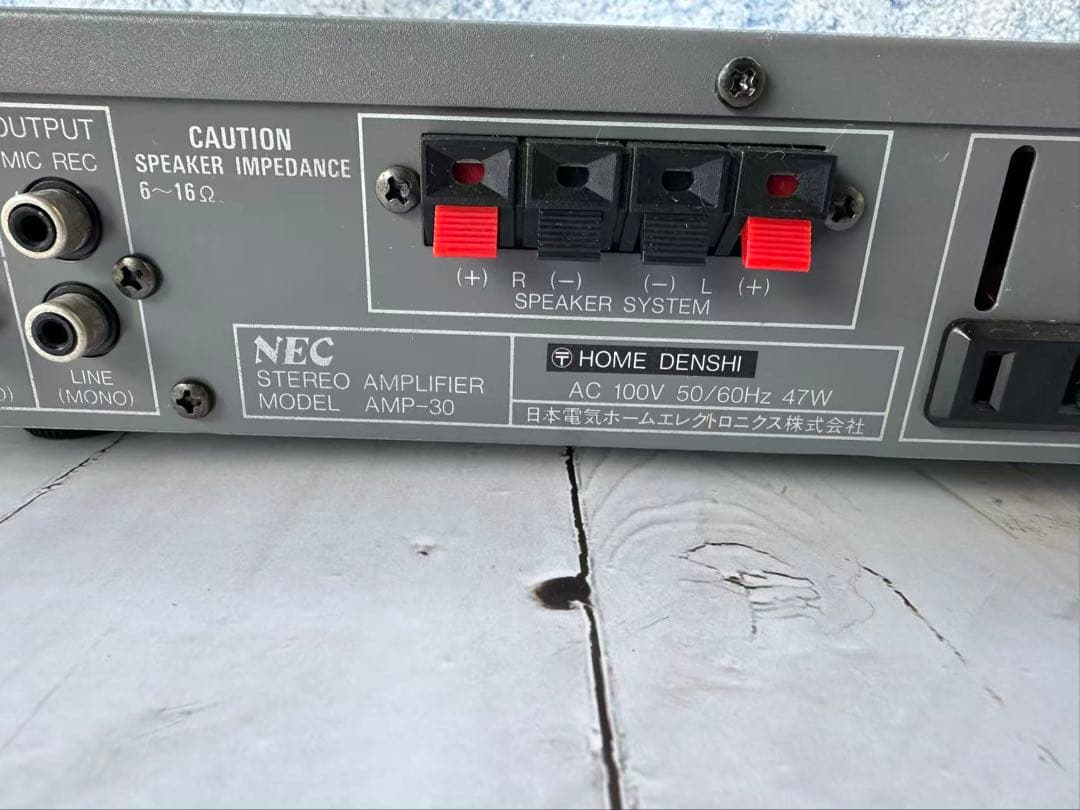 OUTPUT
MIC REC
LINE
(MONO)
CAUTION
SPEAKER IMPEDANCE
6~16Ω
(+) R (−) (−) L (+)
SPEAKER SYSTEM
NEC
STEREO AMPLIFIER
MODEL AMP-30
〒 HOME DENSHI
AC 100V 50/60Hz 47W
日本電気ホームエレクトロニクス株式会社